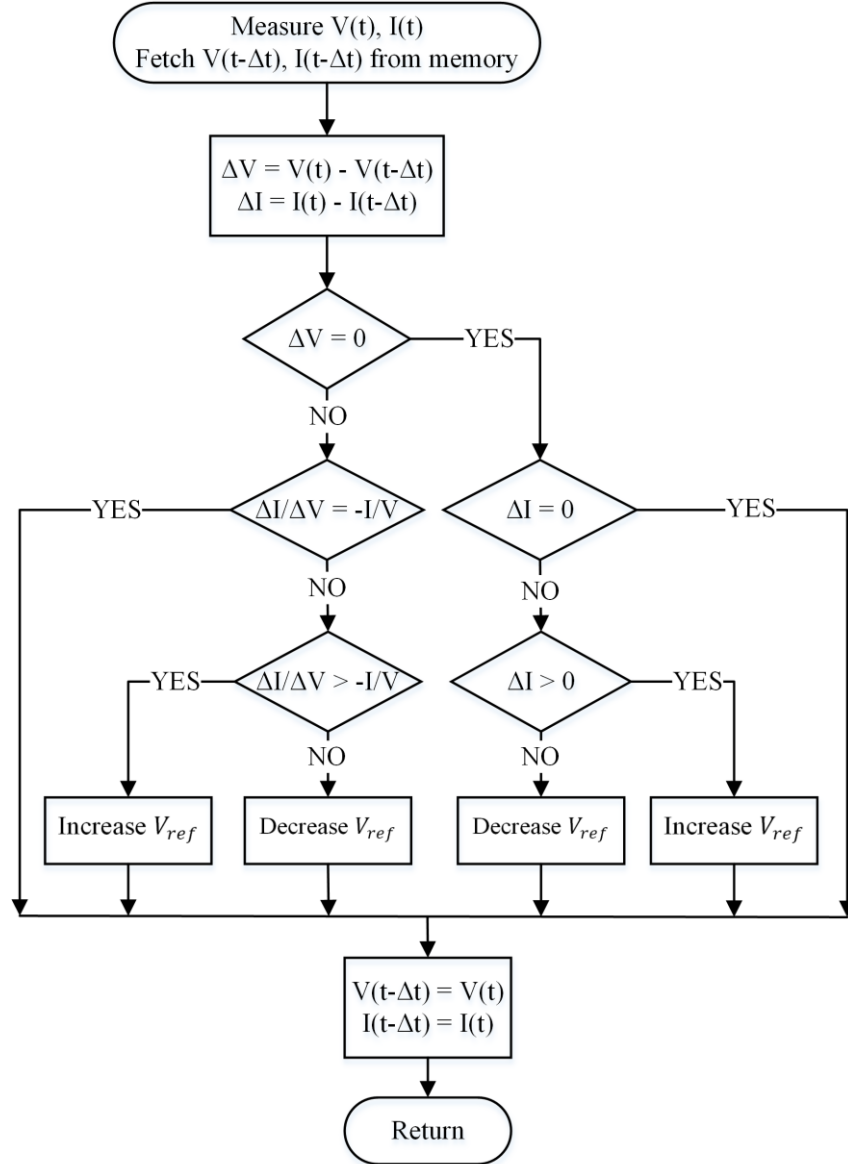 Measure V(t), I(t)
Fetch V(t-Δt), I(t-Δt) from memory
ΔV = V(t) - V(t-Δt)
ΔI = I(t) - I(t-Δt)
ΔV = 0
YES
NO
YES
ΔI/ΔV = -I/V
ΔI = 0
YES
NO
NO
YES
ΔI/ΔV > -I/V
ΔI > 0
YES
NO
NO
Increase V_ref
Decrease V_ref
Decrease V_ref
Increase V_ref
V(t-Δt) = V(t)
I(t-Δt) = I(t)
Return